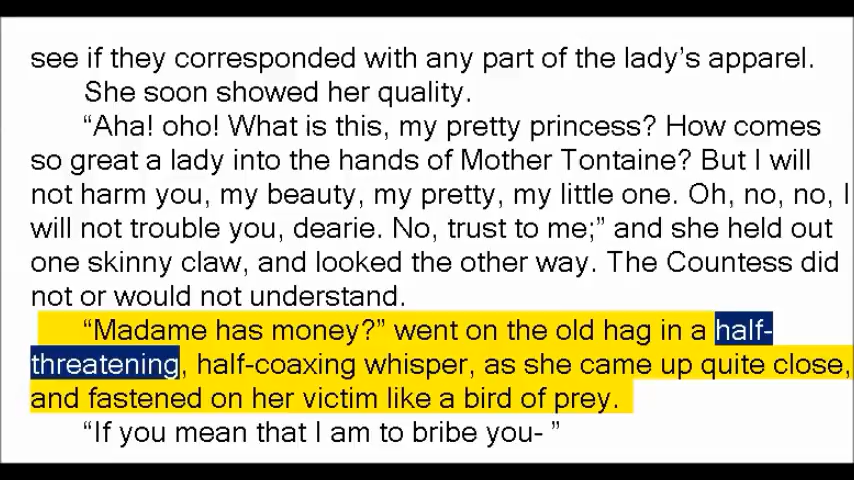 see if they corresponded with any part of the lady's apparel.
She soon showed her quality.
“Aha! oho! What is this, my pretty princess? How comes
so great a lady into the hands of Mother Tontaine? But I will
not harm you, my beauty, my pretty, my little one. Oh, no, no, I
will not trouble you, dearie. No, trust to me;” and she held out
one skinny claw, and looked the other way. The Countess did
not or would not understand.
“Madame has money?” went on the old hag in a half-
threatening, half-coaxing whisper, as she came up quite close,
and fastened on her victim like a bird of prey.
“If you mean that I am to bribe you- ”